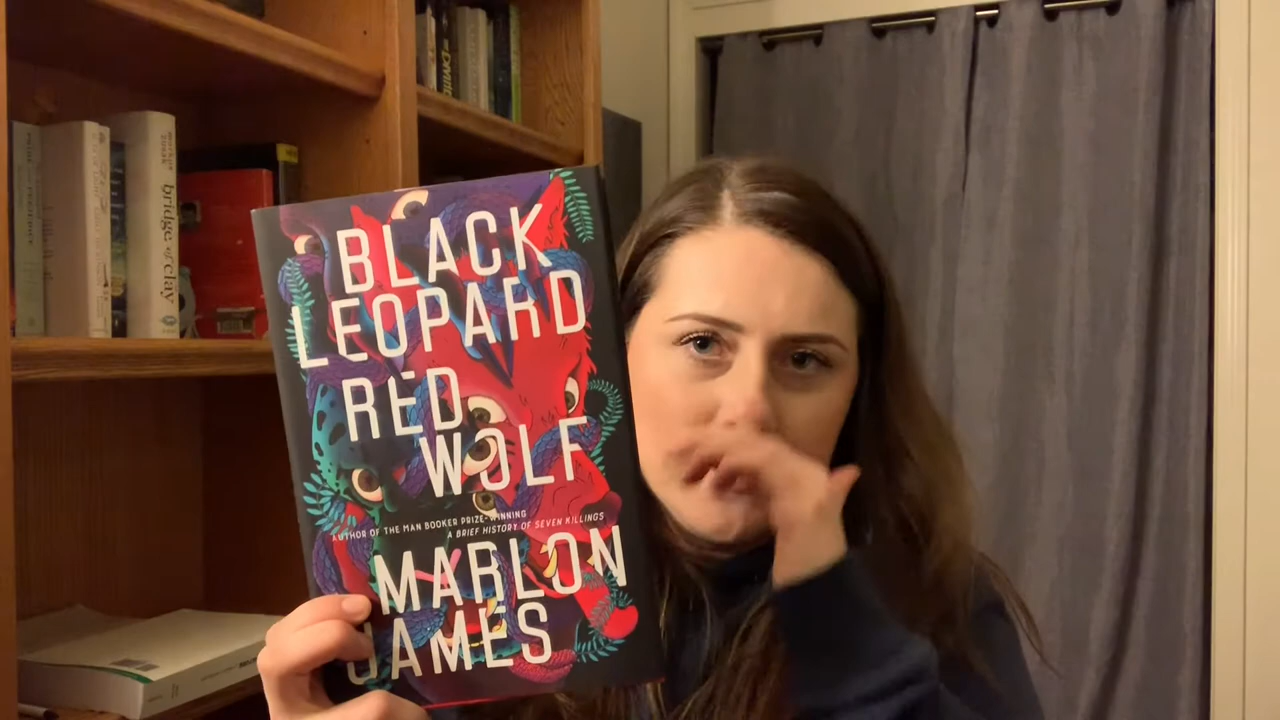 BLACK
LEOPARD
RED
WOLF
AUTHOR OF THE MAN BOOKER PRIZE-WINNING
A BRIEF HISTORY OF SEVEN KILLINGS
MARLON
JAMES
bridge of clay